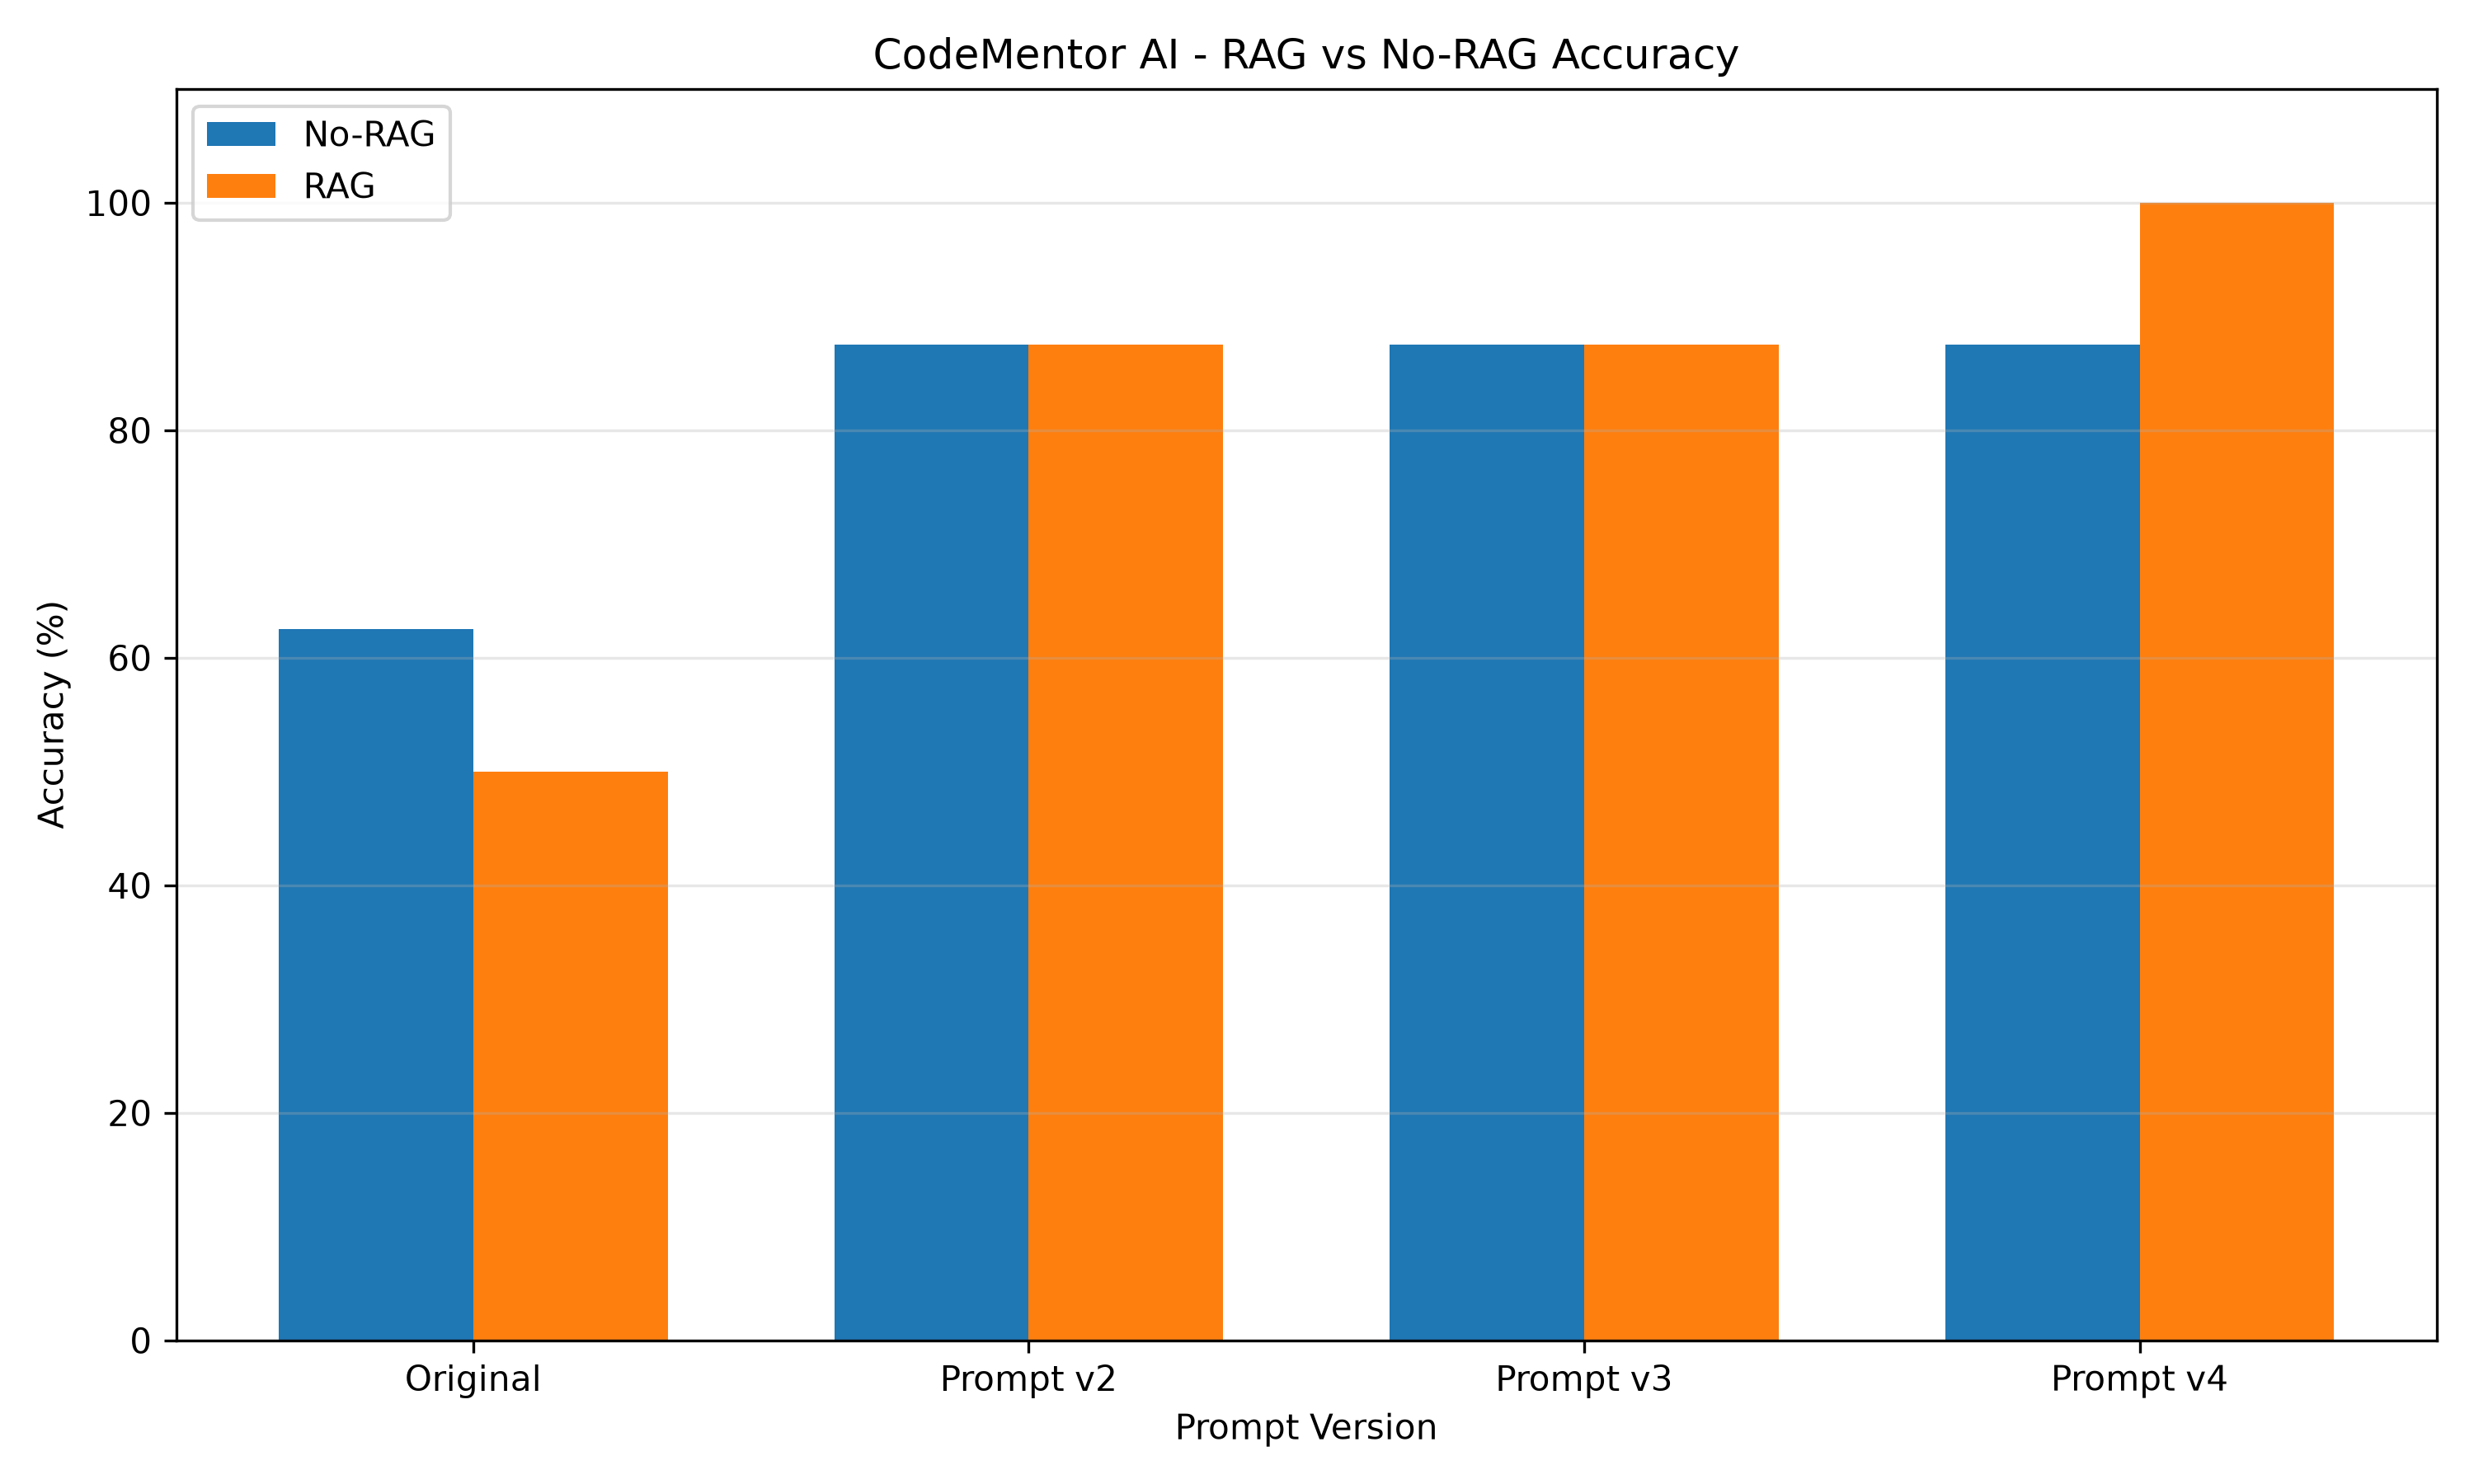 CodeMentor AI - RAG vs No-RAG Accuracy
No-RAG
RAG
Accuracy (%)
100
80
60
40
20
0
Original
Prompt v2
Prompt v3
Prompt v4
Prompt Version